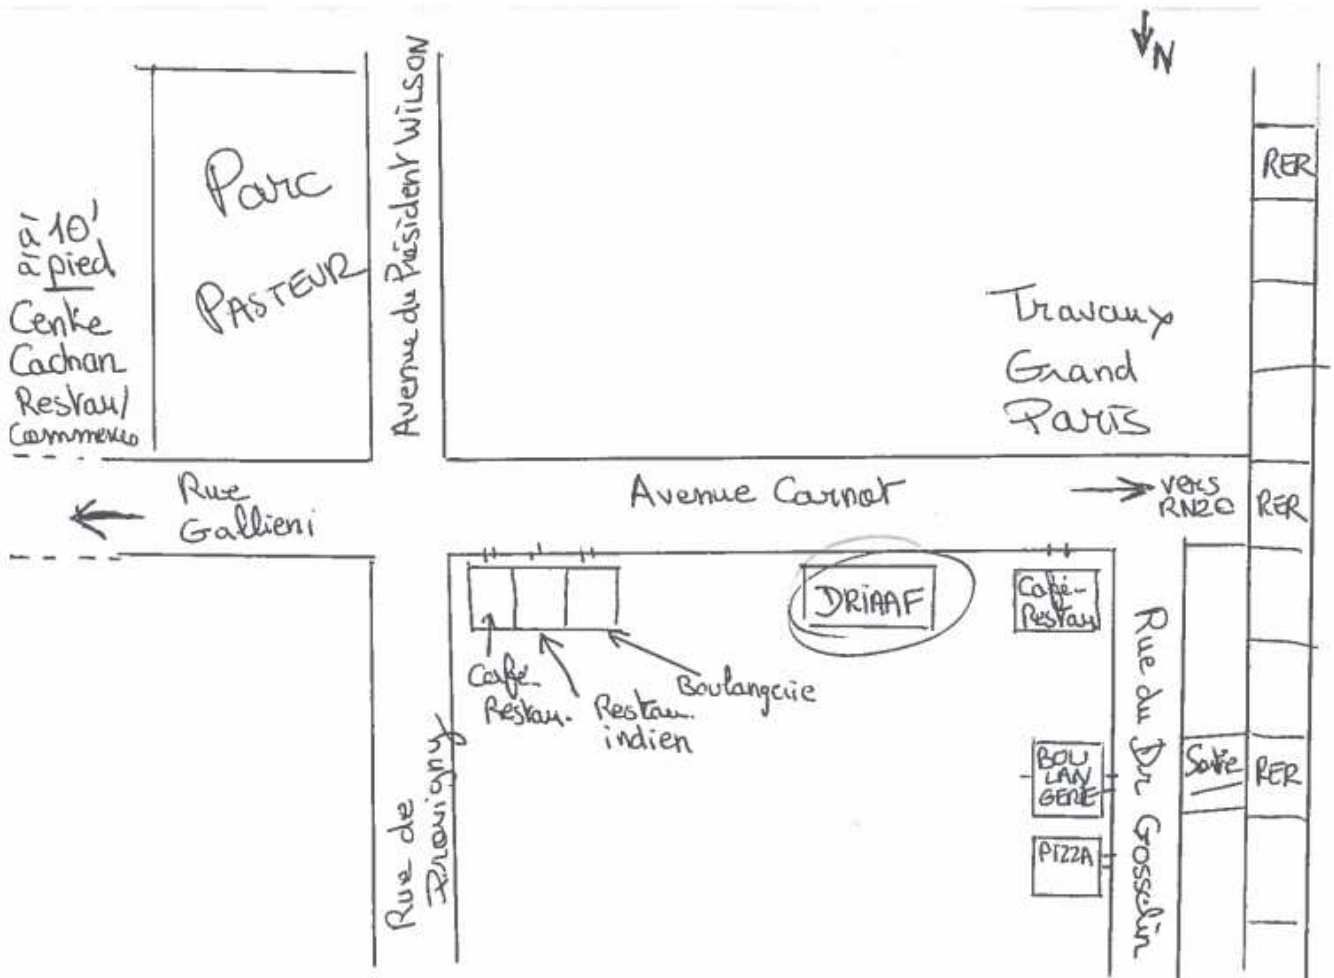 N
Parc
PASTEUR
Avenue du Président WILSON
RER
à 10'
à pied
Centre
Cachan
Restau/
Commerces
Travaux
Grand
Paris
Rue
Gallieni
Avenue Carnot
vers
RN20
RER
DRIAAF
Café-
Restau
Café-
Restau.
Restau.
indien
Boulangerie
Rue de
Provigny
Rue du Dr Gosselin
BOU
LAN
GERIE
Sortie
RER
PIZZA